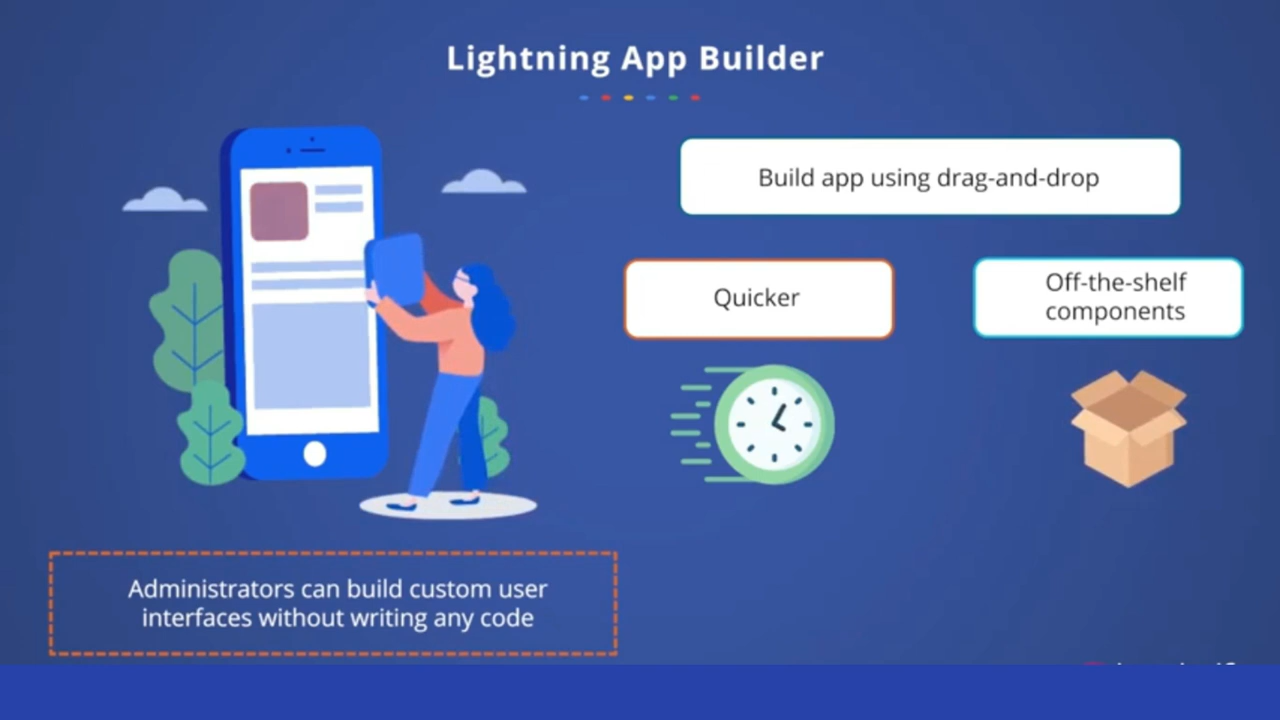 Lightning App Builder
Build app using drag-and-drop
Quicker
Off-the-shelf
components
Administrators can build custom user
interfaces without writing any code